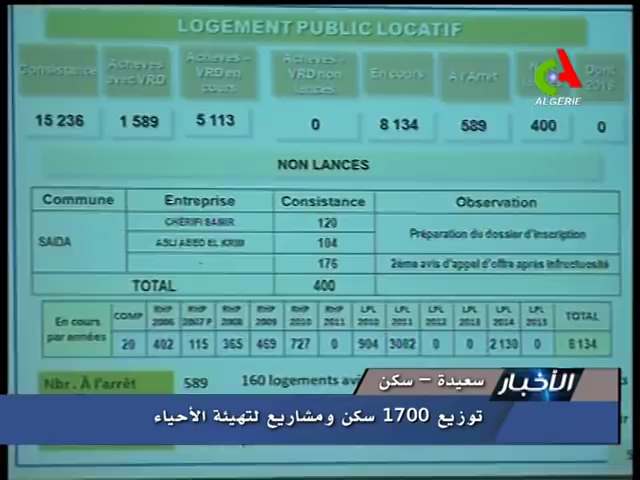 LOGEMENT PUBLIC LOCATIF
Consistance Achevés avec VRD Achevés - VRD en cours Achevés - VRD non lancés En cours A l'Arrêt Dont
15 236 1 589 5 113 0 8 134 589 400 0
ALGERIE
NON LANCES
Commune Entreprise Consistance Observation
SAIDA CHERIFI SAMIR 120 Préparation du dossier d'inscription
ASLI ABED EL KRIM 104
- 176 2ème avis d'appel d'offre après infructuosité
TOTAL 400
En cours par années COMP RHP 2006 RHP 2007 P RHP 2008 RHP 2009 RHP 2010 RHP 2011 LPL 2010 LPL 2011 LPL 2012 LPL 2013 LPL 2014 LPL 2015 TOTAL
20 402 115 365 469 727 0 904 3002 0 0 2 130 0 8 134
Nbr. À l'arrêt 589 160 logements
سعيدة – سكن
الأخبار
توزيع 1700 سكن ومشاريع لتهيئة الأحياء